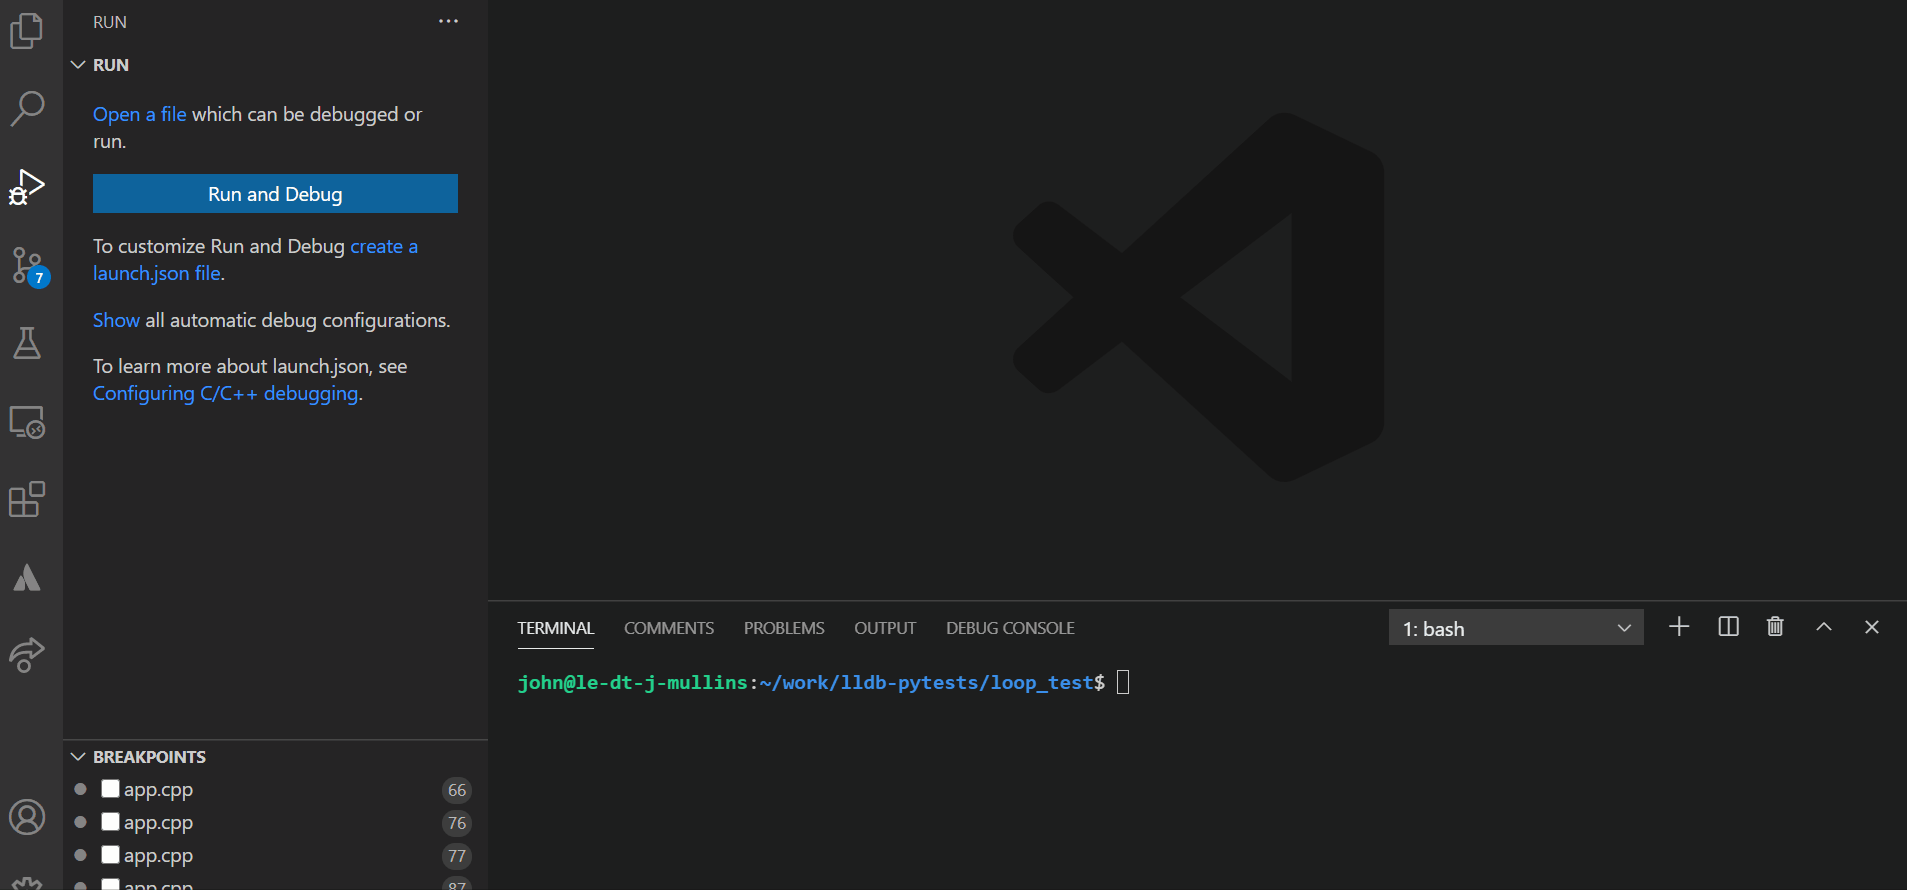 RUN
RUN
Open a file which can be debugged or
run.
Run and Debug
To customize Run and Debug create a
launch.json file.
Show all automatic debug configurations.
To learn more about launch.json, see
Configuring C/C++ debugging.
7
BREAKPOINTS
app.cpp 66
app.cpp 76
app.cpp 77
app.cpp 87
TERMINAL COMMENTS PROBLEMS OUTPUT DEBUG CONSOLE 1: bash
john@le-dt-j-mullins:~/work/lldb-pytests/loop_test$